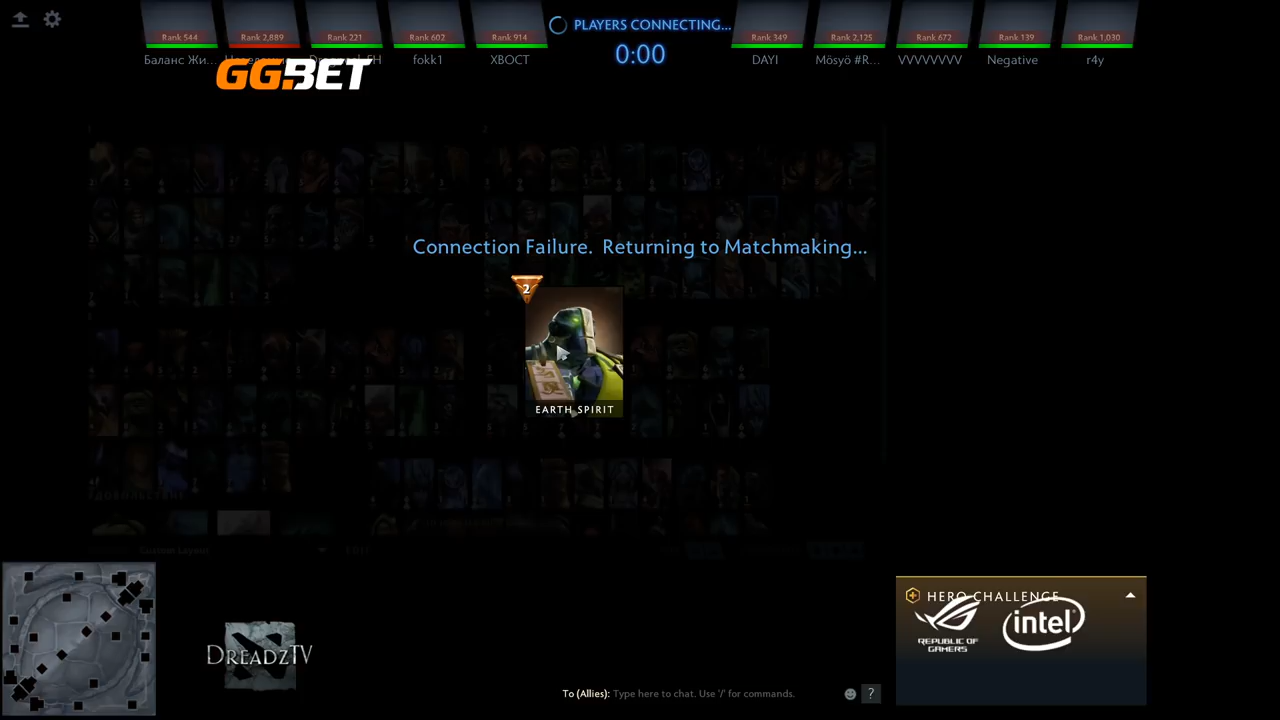 Rank 544
Rank 2,889
Rank 221
Rank 602
Rank 914
PLAYERS CONNECTING...
Rank 349
Rank 2,125
Rank 672
Rank 139
Rank 1,030
0:00
Баланс Жи...
fokk1
XBOCT
DAYI
Mösyö #R...
VVVVVVVV
Negative
r4y
GG.BET
Connection Failure. Returning to Matchmaking...
2
EARTH SPIRIT
HERO CHALLENGE
REPUBLIC OF
GAMERS
intel
DREADZTV
To (Allies): Type here to chat. Use '/' for commands.
?